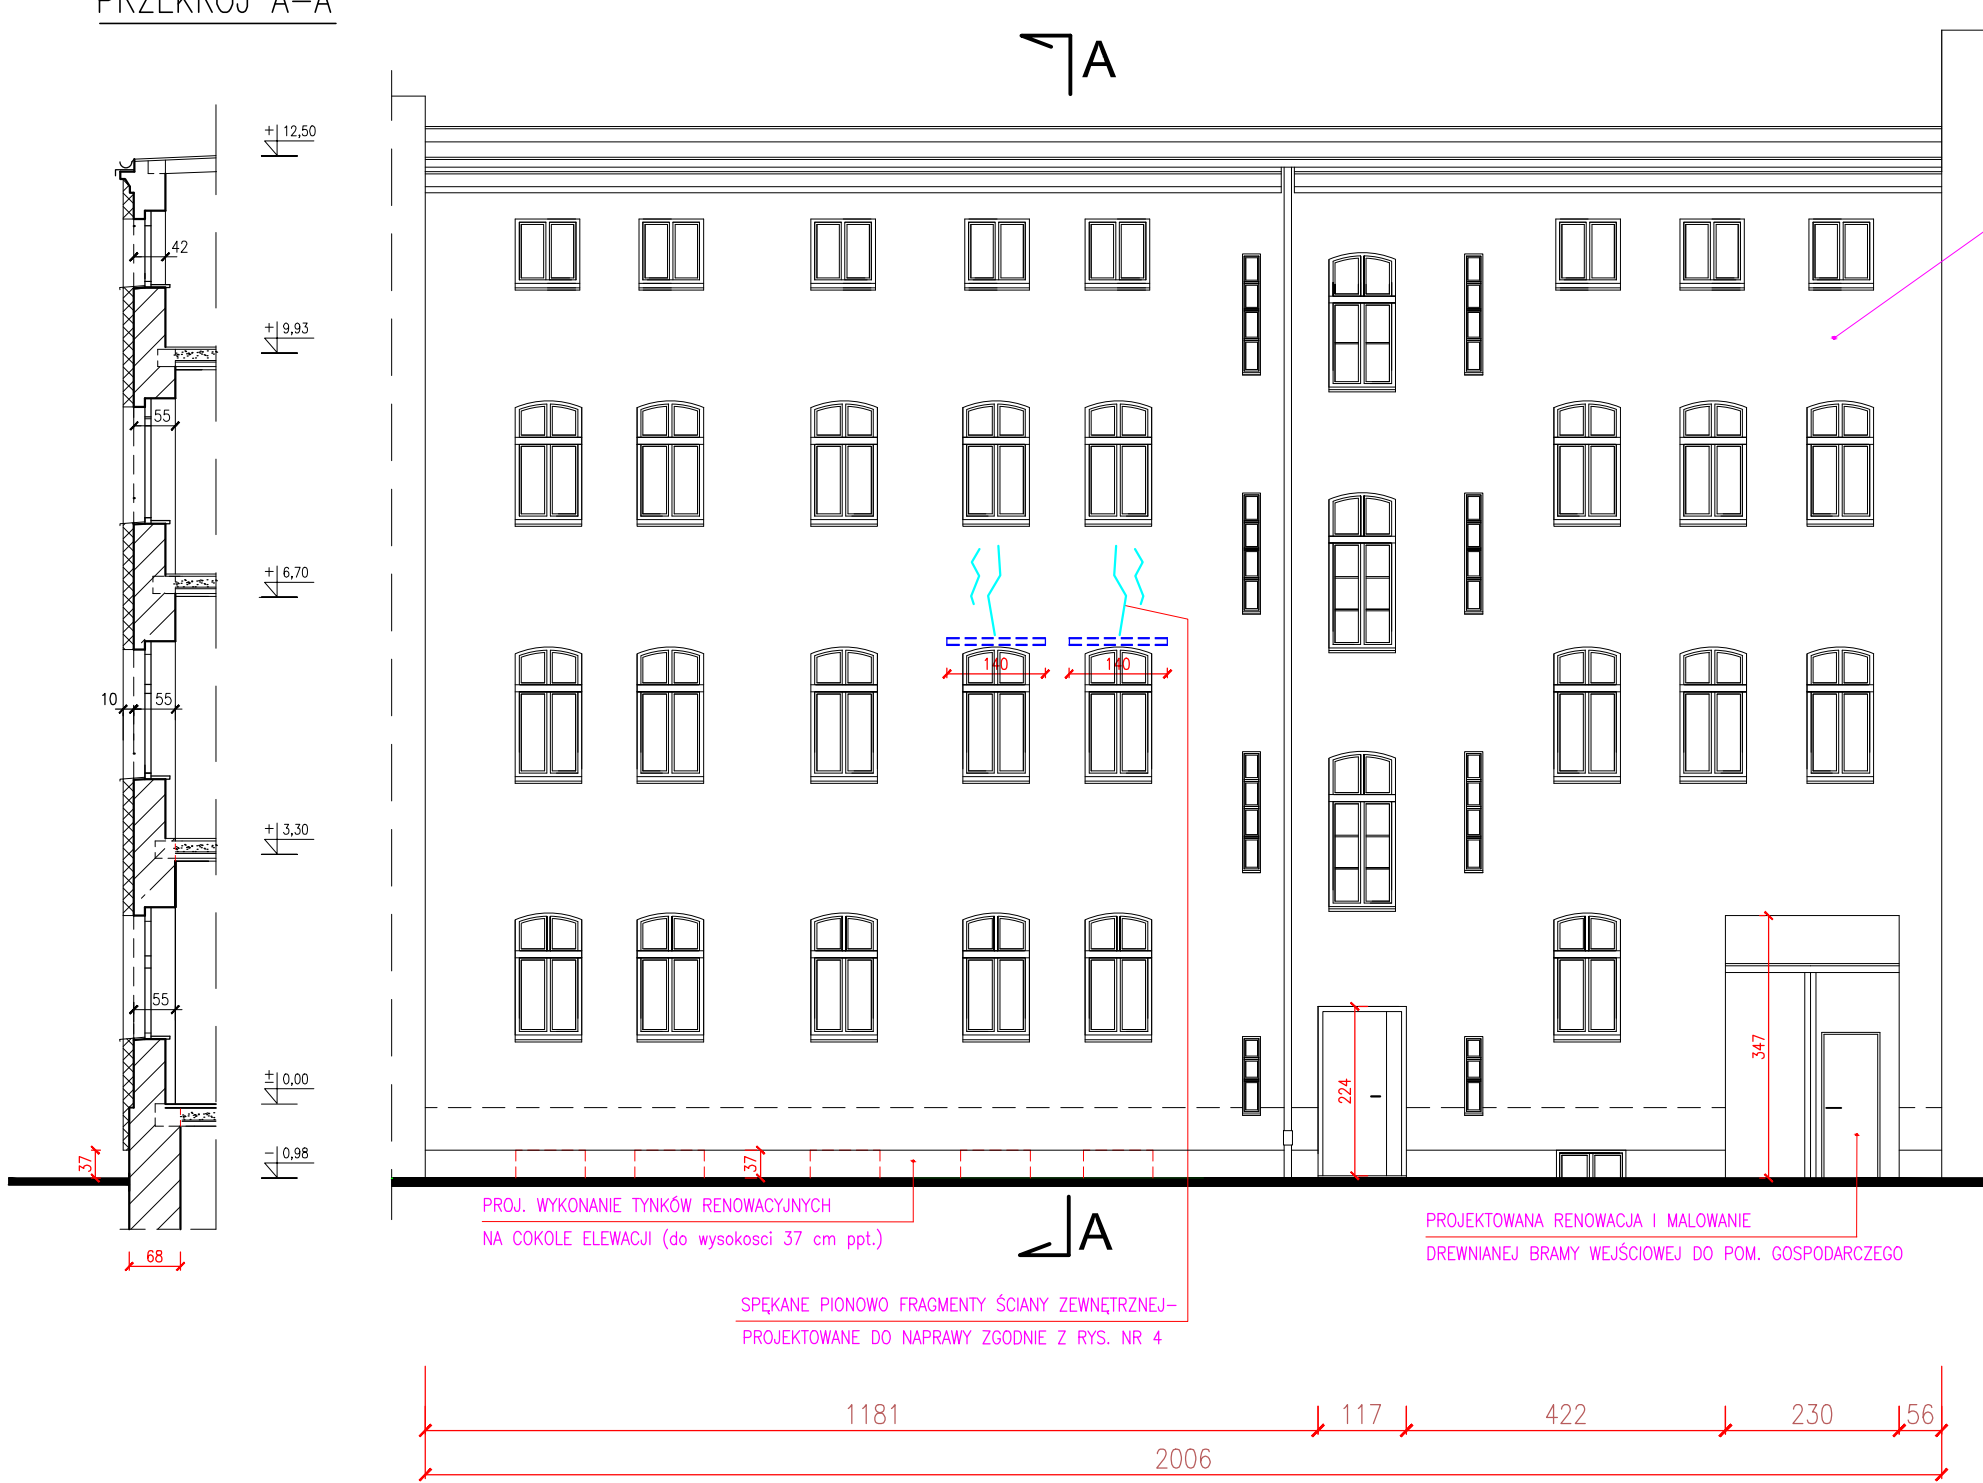 PRZEKRÓJ A-A
A
+ 12,50
42
+ 9,93
55
+ 6,70
140
140
10
55
+ 3,30
55
347
224
± 0,00
- 0,98
37
37
68
PROJ. WYKONANIE TYNKÓW RENOWACYJNYCH
NA COKOLE ELEWACJI (do wysokosci 37 cm ppt.)
A
PROJEKTOWANA RENOWACJA I MALOWANIE
DREWNIANEJ BRAMY WEJŚCIOWEJ DO POM. GOSPODARCZEGO
SPĘKANE PIONOWO FRAGMENTY ŚCIANY ZEWNĘTRZNEJ-
PROJEKTOWANE DO NAPRAWY ZGODNIE Z RYS. NR 4
1181
117
422
230
56
2006